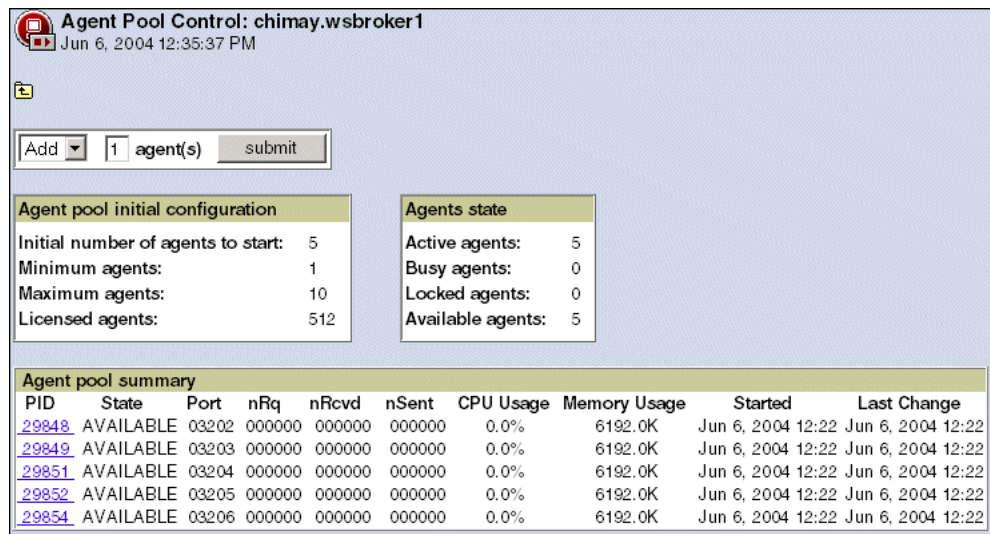 Agent Pool Control: chimay.wsbroker1
Jun 6, 2004 12:35:37 PM
Add 1 agent(s) submit
Agent pool initial configuration
Initial number of agents to start: 5
Minimum agents: 1
Maximum agents: 10
Licensed agents: 512
Agents state
Active agents: 5
Busy agents: 0
Locked agents: 0
Available agents: 5
Agent pool summary
PID State Port nRq nRcvd nSent CPU Usage Memory Usage Started Last Change
29848 AVAILABLE 03202 000000 000000 000000 0.0% 6192.0K Jun 6, 2004 12:22 Jun 6, 2004 12:22
29849 AVAILABLE 03203 000000 000000 000000 0.0% 6192.0K Jun 6, 2004 12:22 Jun 6, 2004 12:22
29851 AVAILABLE 03204 000000 000000 000000 0.0% 6192.0K Jun 6, 2004 12:22 Jun 6, 2004 12:22
29852 AVAILABLE 03205 000000 000000 000000 0.0% 6192.0K Jun 6, 2004 12:22 Jun 6, 2004 12:22
29854 AVAILABLE 03206 000000 000000 000000 0.0% 6192.0K Jun 6, 2004 12:22 Jun 6, 2004 12:22